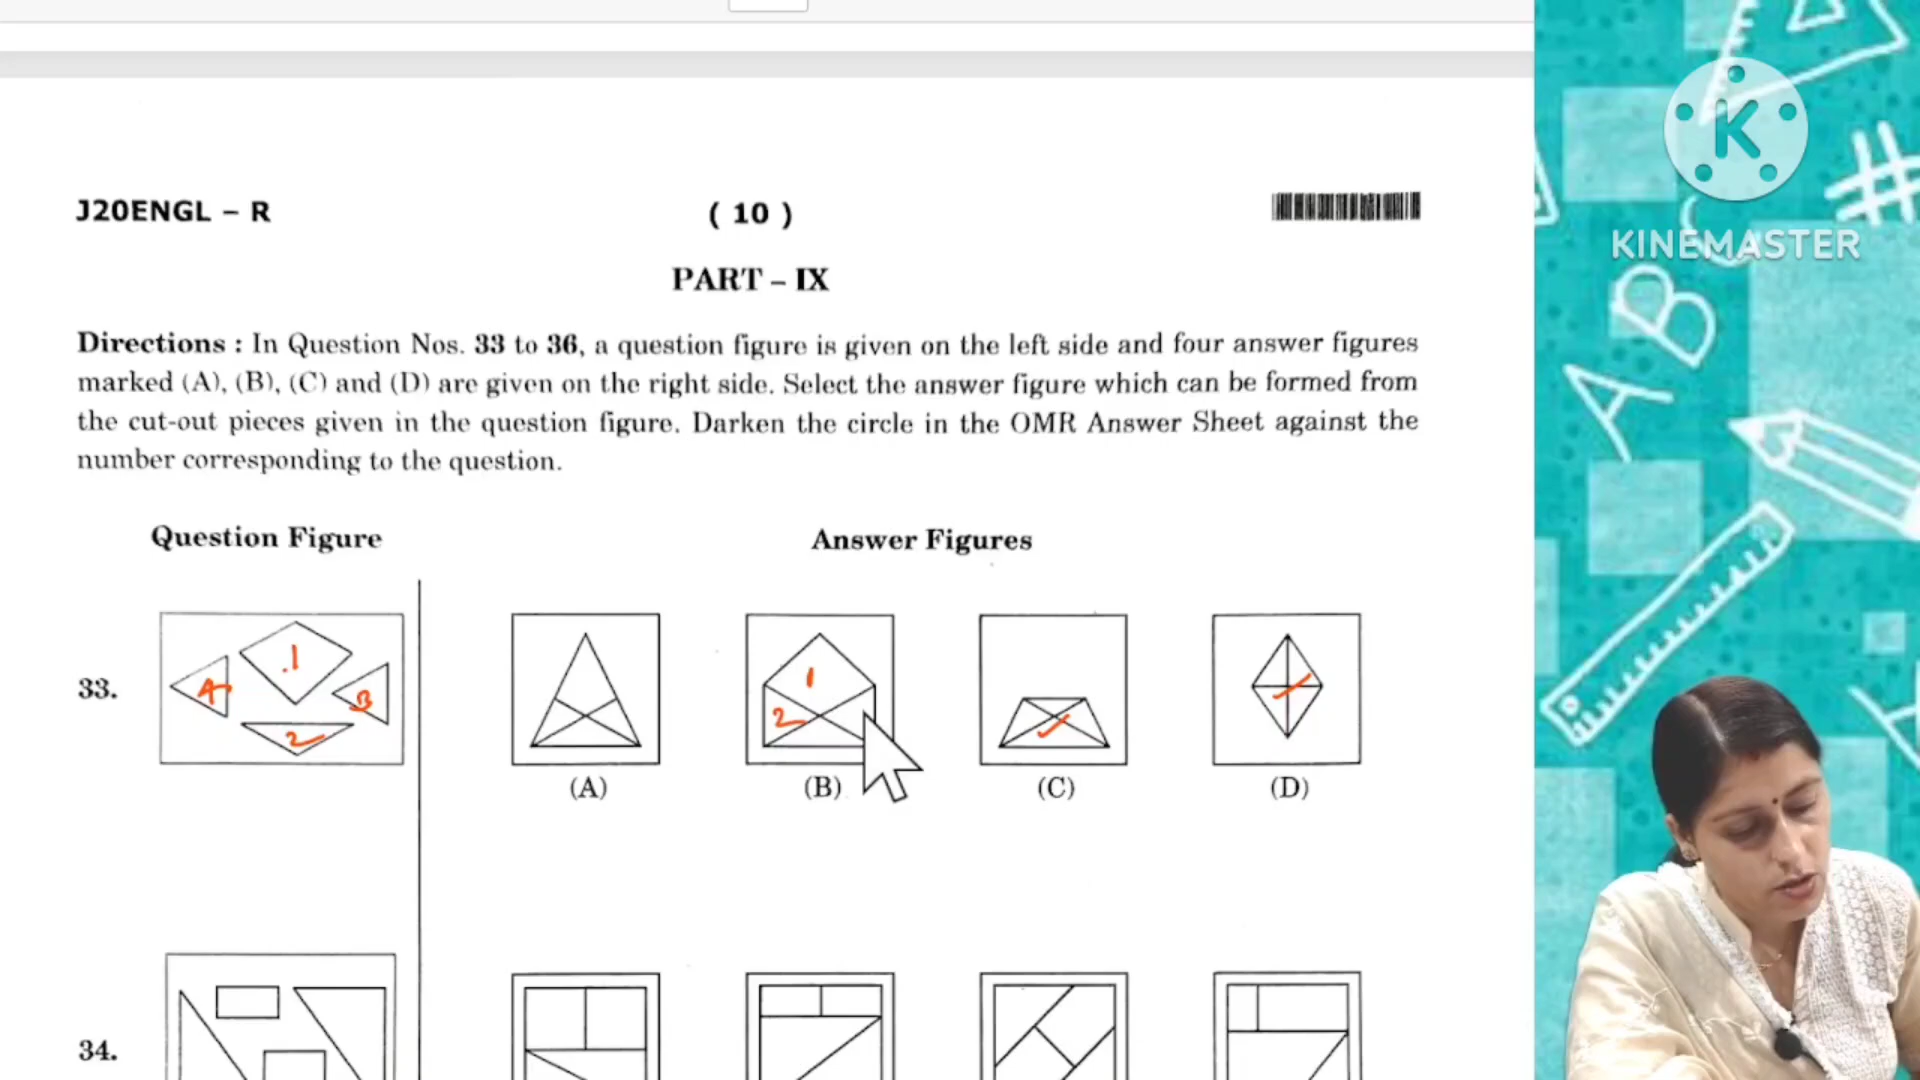 J20ENGL – R
( 10 )
PART – IX
Directions : In Question Nos. 33 to 36, a question figure is given on the left side and four answer figures
marked (A), (B), (C) and (D) are given on the right side. Select the answer figure which can be formed from
the cut-out pieces given in the question figure. Darken the circle in the OMR Answer Sheet against the
number corresponding to the question.
Question Figure
Answer Figures
33.
4
1
3
2
1
2
(A)
(B)
(C)
(D)
34.
KINEMASTER
K
A B C
#